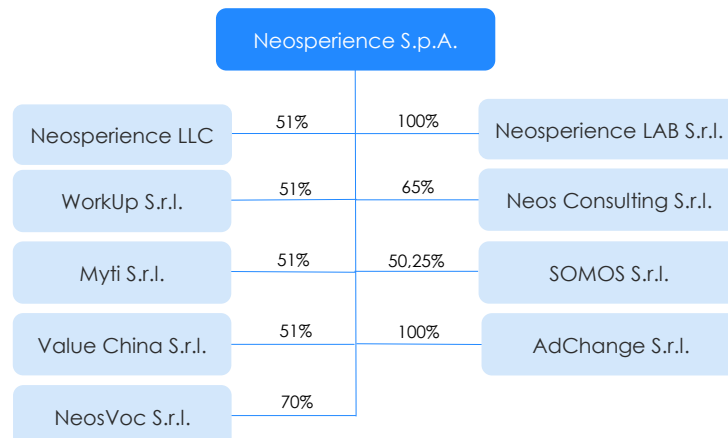 Neosperience S.p.A.
Neosperience LLC
51%
100%
Neosperience LAB S.r.l.
WorkUp S.r.l.
51%
65%
Neos Consulting S.r.l.
Myti S.r.l.
51%
50,25%
SOMOS S.r.l.
Value China S.r.l.
51%
100%
AdChange S.r.l.
NeosVoc S.r.l.
70%